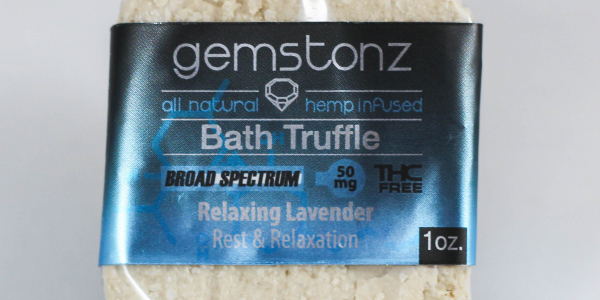 gemstonz
all natural hemp infused
Bath Truffle
BROAD SPECTRUM 50 mg THC FREE
Relaxing Lavender
Rest & Relaxation
1oz.